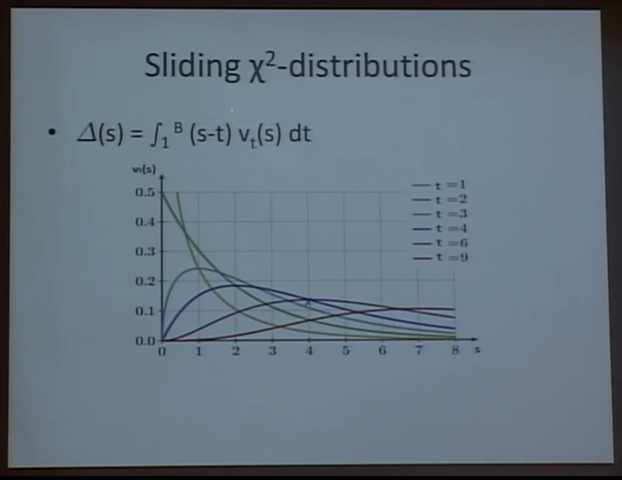 Sliding χ²-distributions
• Δ(s) = ∫₁ᴮ (s-t) vₜ(s) dt
vₜ(s)
0.5
0.4
0.3
0.2
0.1
0.0
0 1 2 3 4 5 6 7 8 s
t =1
t =2
t =3
t =4
t =6
t =9